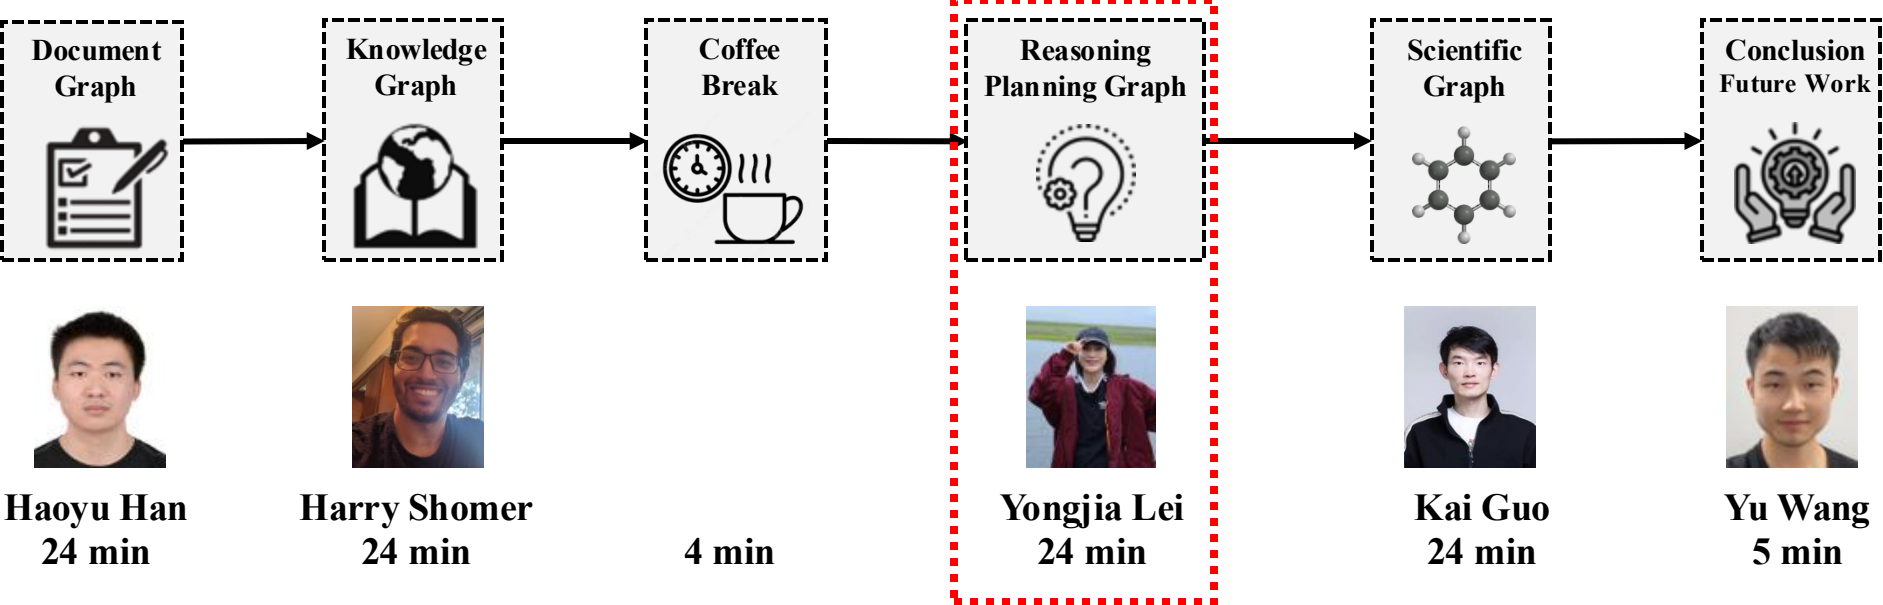 Document
Graph
Knowledge
Graph
Coffee
Break
Reasoning
Planning Graph
Scientific
Graph
Conclusion
Future Work
Haoyu Han
24 min
Harry Shomer
24 min
4 min
Yongjia Lei
24 min
Kai Guo
24 min
Yu Wang
5 min